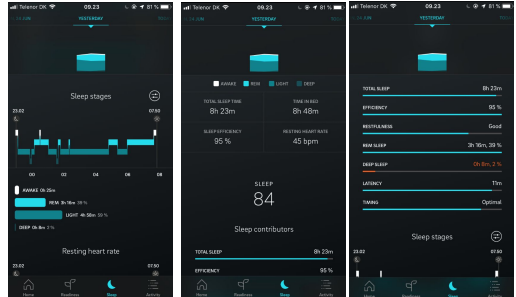 Telenor DK 09.23 81 %
14 JUN YESTERDAY
Sleep stages
23.02 07.50
00 02 04 06 08
AWAKE 0h 25m
REM 3h 16m 39 %
LIGHT 4h 58m 59 %
DEEP 0h 8m 2 %
Resting heart rate
23.02 07.50
Home Readiness Sleep Activity
Telenor DK 09.23 81 %
14 JUN YESTERDAY
AWAKE REM LIGHT DEEP
TOTAL SLEEP TIME TIME IN BED
8h 23m 8h 48m
SLEEP EFFICIENCY RESTING HEART RATE
95 % 45 bpm
SLEEP
84
Sleep contributors
TOTAL SLEEP 8h 23m
EFFICIENCY 95 %
Home Readiness Sleep Activity
Telenor DK 09.23 81 %
14 JUN YESTERDAY
TOTAL SLEEP 8h 23m
EFFICIENCY 95 %
RESTFULNESS Good
REM SLEEP 3h 16m, 39 %
DEEP SLEEP 0h 8m, 2 %
LATENCY 11m
TIMING Optimal
Sleep stages
23.02 07.50
Home Readiness Sleep Activity